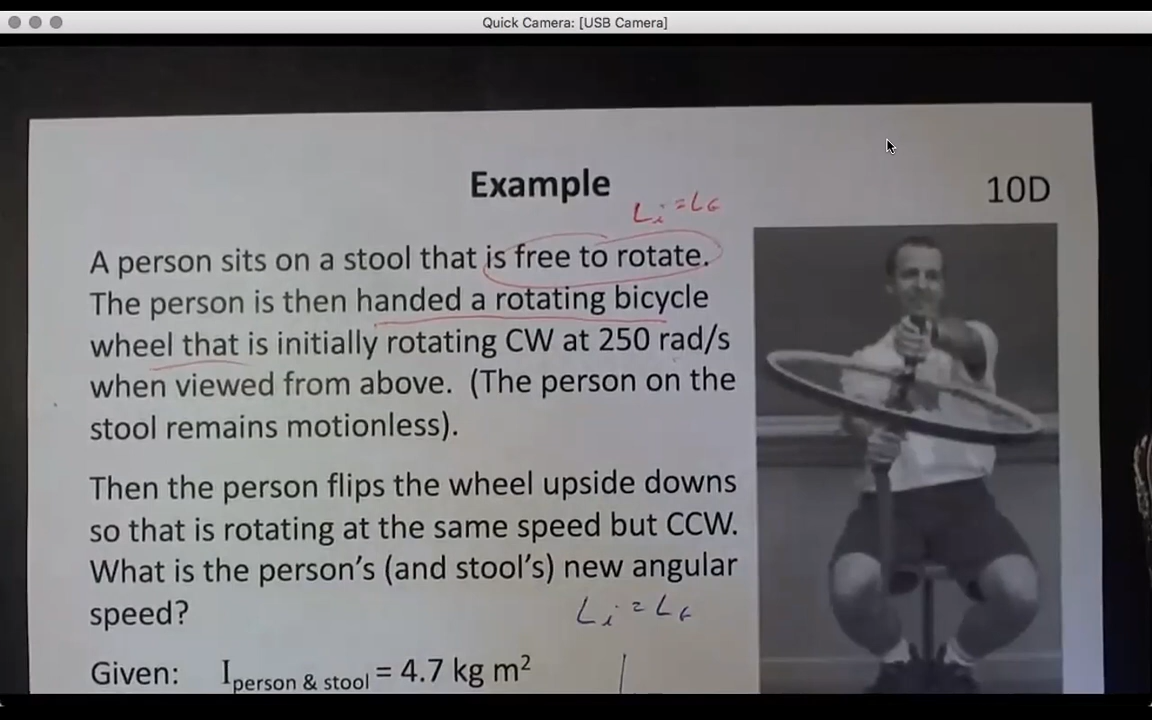 Quick Camera: [USB Camera]
Example
10D
Li = Lf
A person sits on a stool that is free to rotate.
The person is then handed a rotating bicycle
wheel that is initially rotating CW at 250 rad/s
when viewed from above. (The person on the
stool remains motionless).
Then the person flips the wheel upside downs
so that is rotating at the same speed but CCW.
What is the person's (and stool's) new angular
speed?
Li = Lf
Given: Iperson & stool = 4.7 kg m²